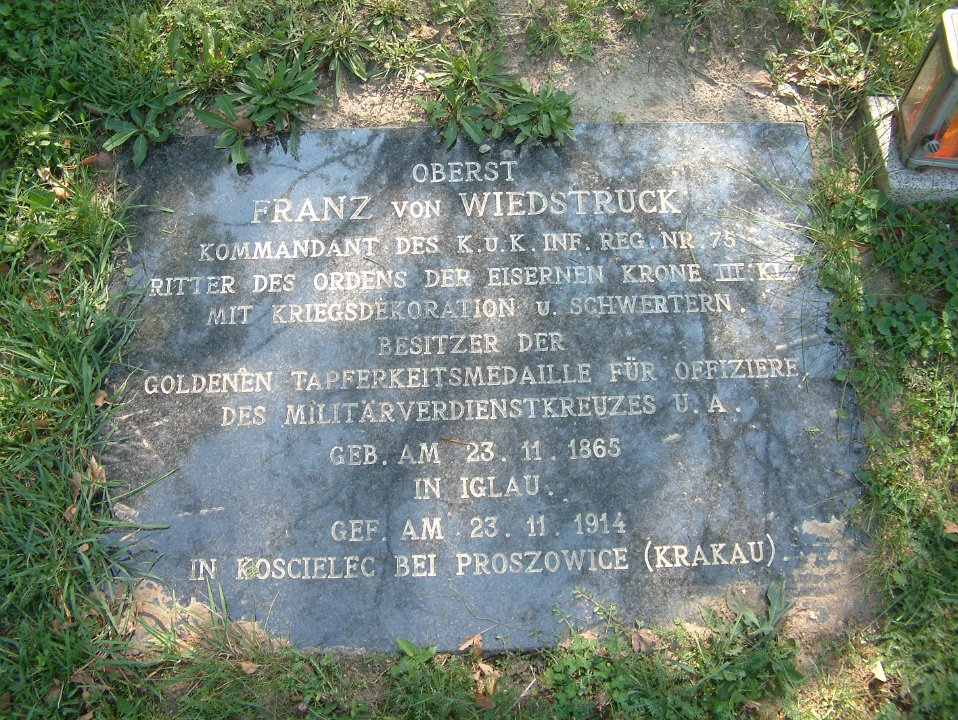 OBERST
FRANZ VON WIEDSTRUCK
KOMMANDANT DES K.U.K. INF. REG. NR. 75
RITTER DES ORDENS DER EISERNEN KRONE III. KL.
MIT KRIEGSDEKORATION U. SCHWERTERN.
BESITZER DER
GOLDENEN TAPFERKEITSMEDAILLE FÜR OFFIZIERE
DES MILITÄRVERDIENSTKREUZES U. A.
GEB. AM 23. 11. 1865
IN IGLAU.
GEF. AM 23. 11. 1914
IN KOSCIELEC BEI PROSZOWICE (KRAKAU).